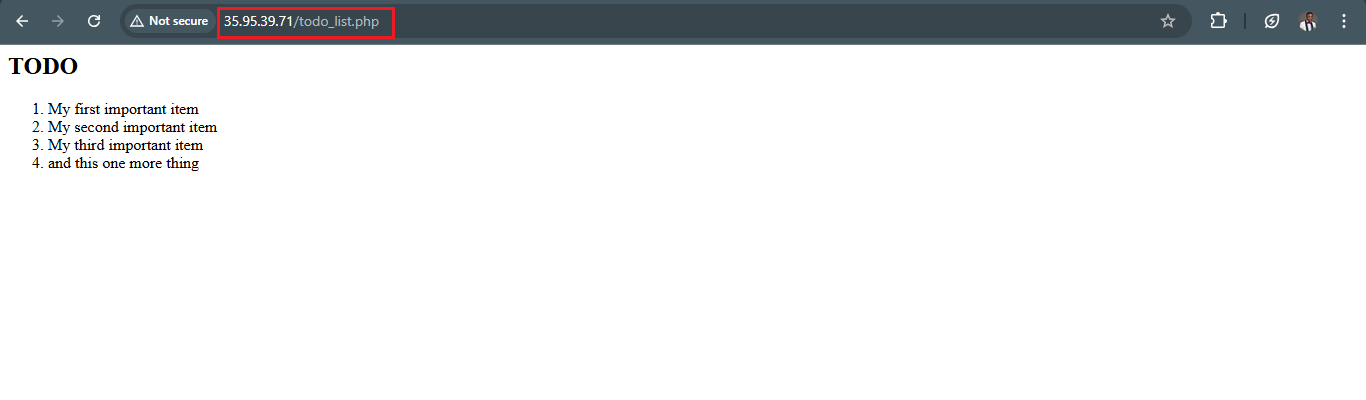 Not secure 35.95.39.71/todo_list.php
TODO
1. My first important item
2. My second important item
3. My third important item
4. and this one more thing